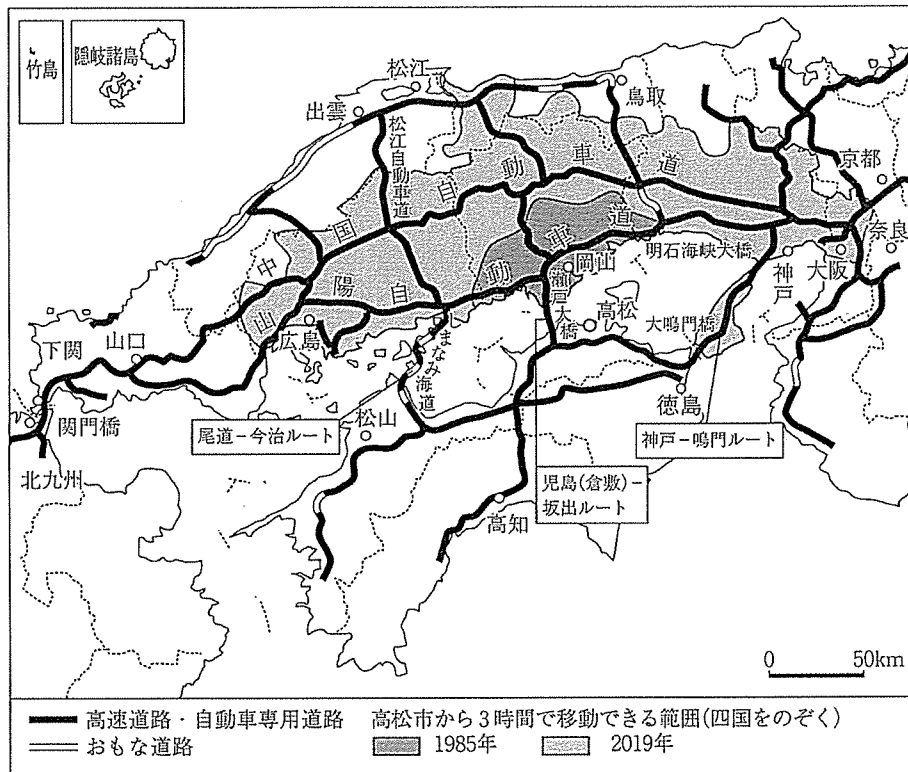 竹島
隠岐諸島
松江
出雲
鳥取
松江自動車道
京都
中国自動車道
奈良
明石海峡大橋
岡山
神戸
大阪
山陽自動車道
瀬戸大橋
高松
大鳴門橋
広島
しまなみ海道
山口
下関
徳島
松山
関門橋
尾道−今治ルート
神戸−鳴門ルート
北九州
児島(倉敷)−
坂出ルート
高知
0 50km
高速道路・自動車専用道路 高松市から3時間で移動できる範囲(四国をのぞく)
おもな道路 1985年 2019年